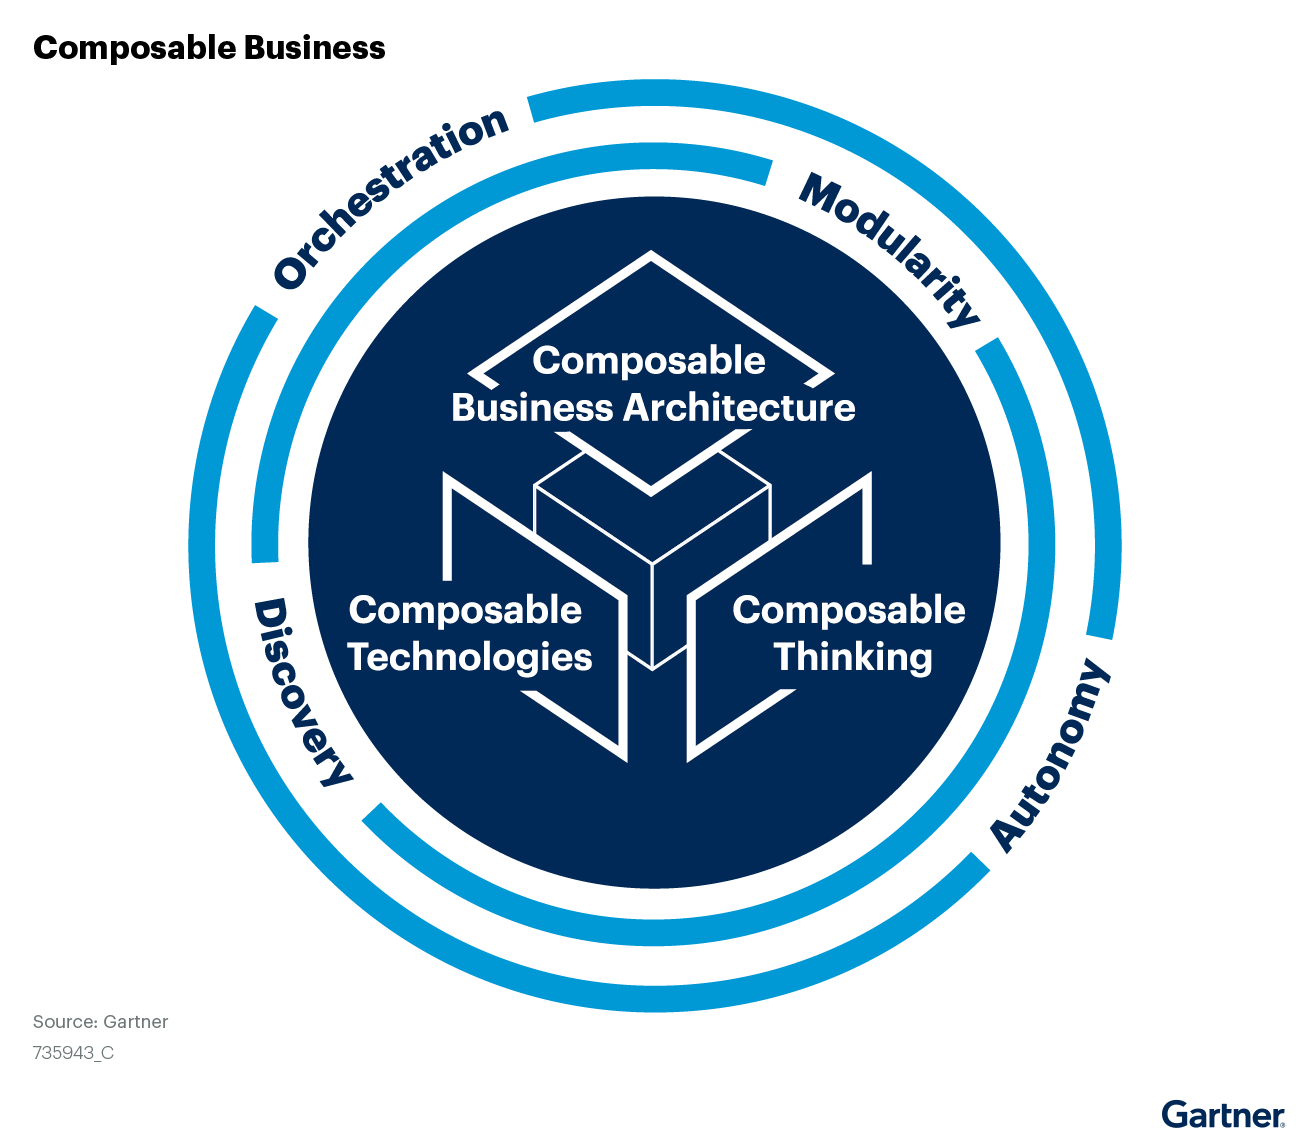 Composable Business
Orchestration
Modularity
Composable
Business Architecture
Composable
Technologies
Composable
Thinking
Discovery
Autonomy
Source: Gartner
735943_C
Gartner®